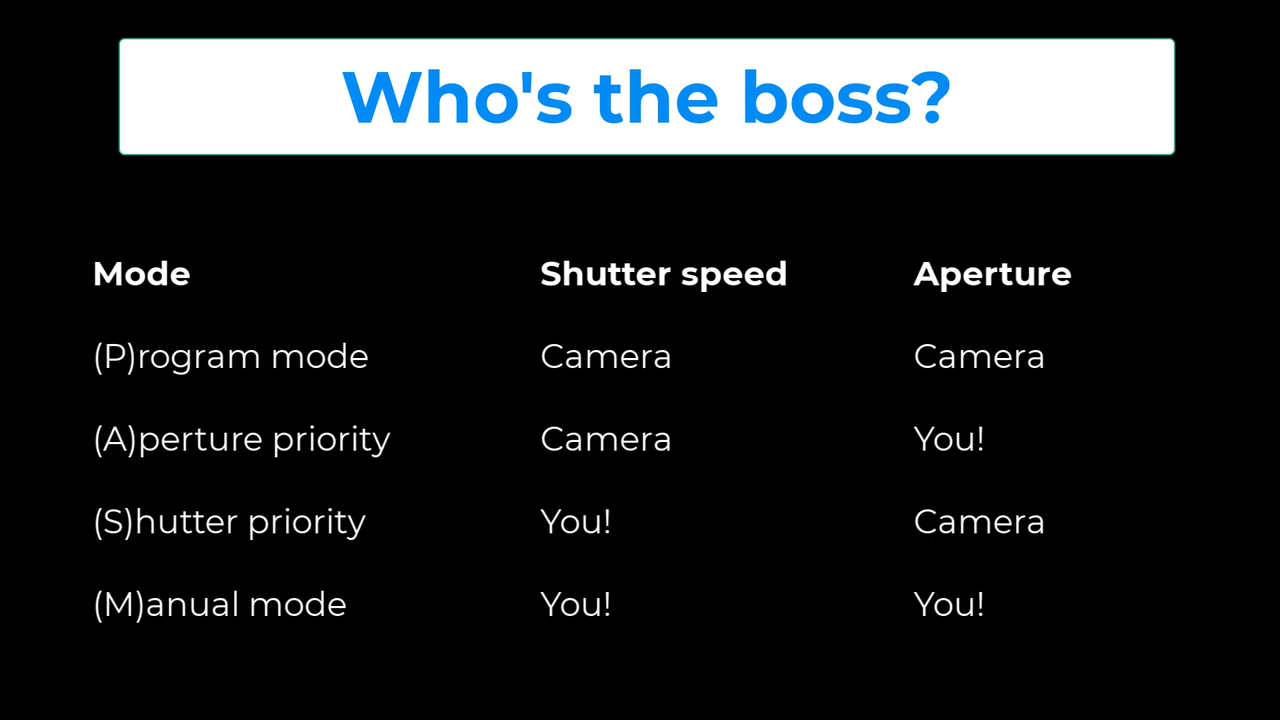 Who's the boss?
Mode Shutter speed Aperture
(P)rogram mode Camera Camera
(A)perture priority Camera You!
(S)hutter priority You! Camera
(M)anual mode You! You!